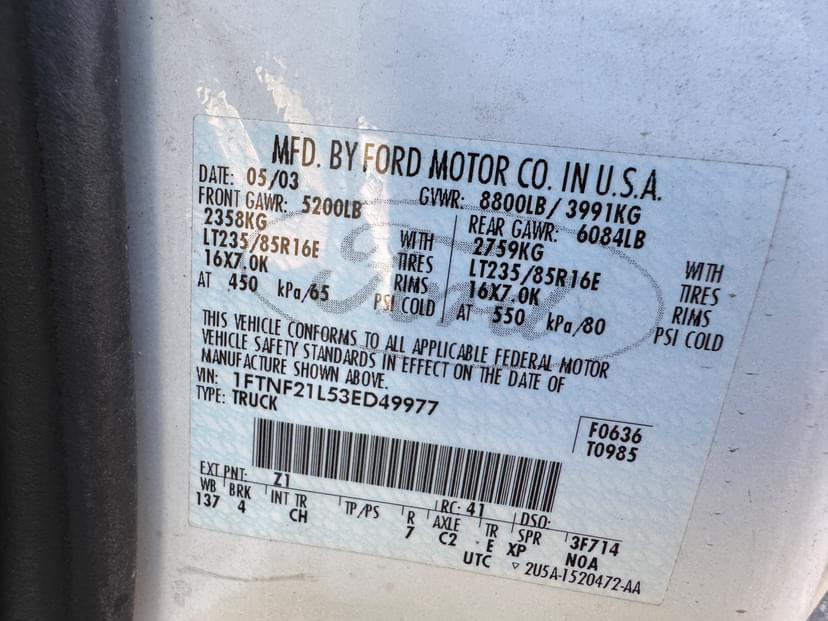 MFD. BY FORD MOTOR CO. IN U.S.A.
DATE: 05/03 GVWR: 8800LB/ 3991KG
FRONT GAWR: 5200LB REAR GAWR: 6084LB
2358KG WITH 2759KG WITH
LT235/85R16E TIRES LT235/85R16E TIRES
16X7.0K RIMS 16X7.0K RIMS
AT 450 kPa/65 PSI COLD AT 550 kPa/80 PSI COLD
THIS VEHICLE CONFORMS TO ALL APPLICABLE FEDERAL MOTOR
VEHICLE SAFETY STANDARDS IN EFFECT ON THE DATE OF
MANUFACTURE SHOWN ABOVE.
VIN: 1FTNF21L53ED49977
TYPE: TRUCK
F0636
T0985
EXT PNT: Z1 RC: 41 DSO:
WB BRK INT TR TP/PS R AXLE TR SPR 3F714
137 4 CH 7 C2 E XP N0A
UTC ▽ 2U5A-1520472-AA
Ford